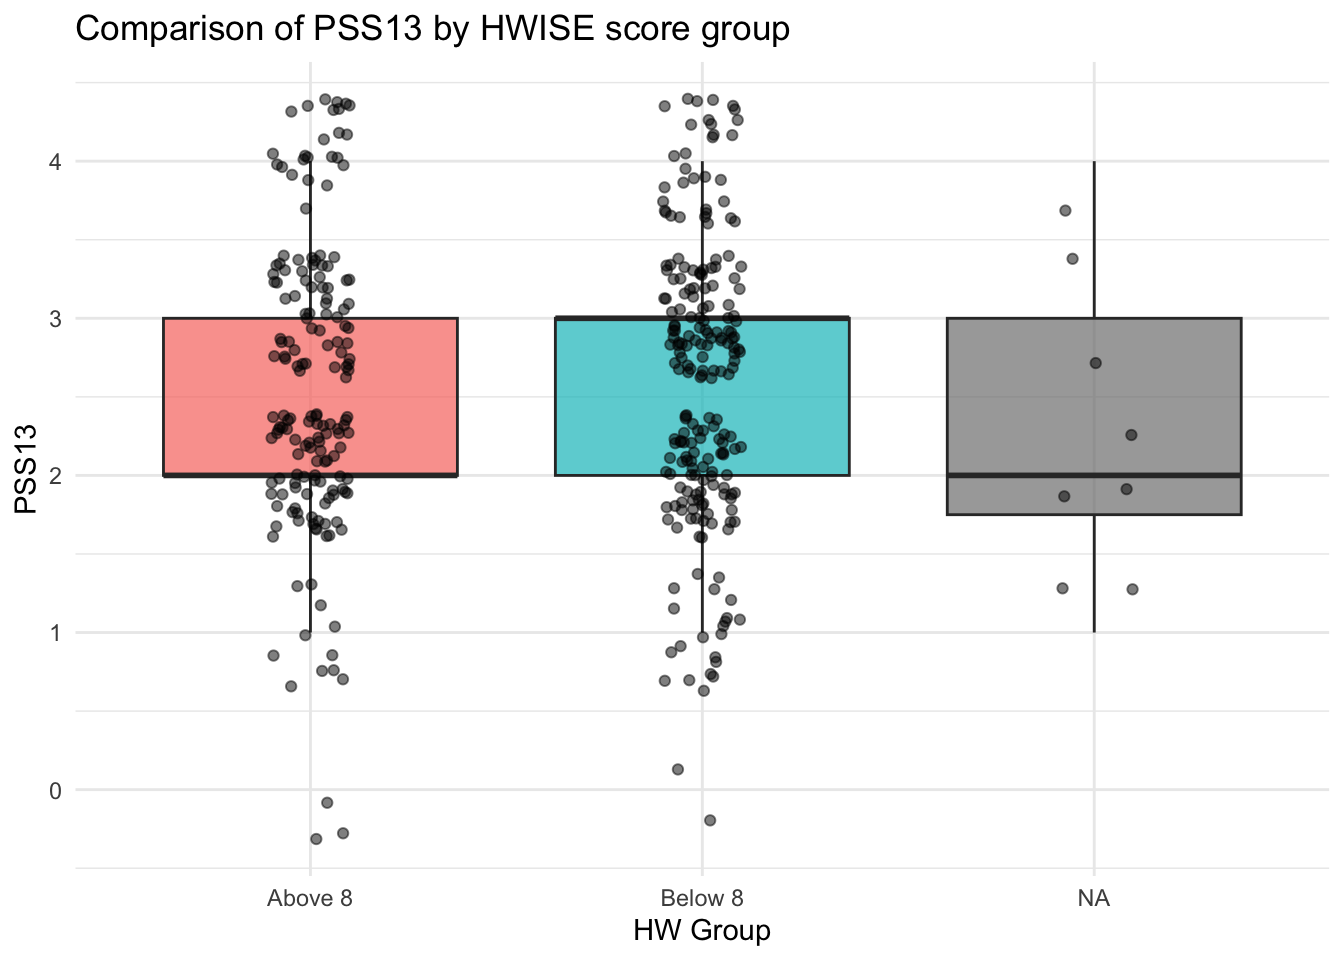 Comparison of PSS13 by HWISE score group
PSS13
4
3
2
1
0
Above 8
Below 8
NA
HW Group